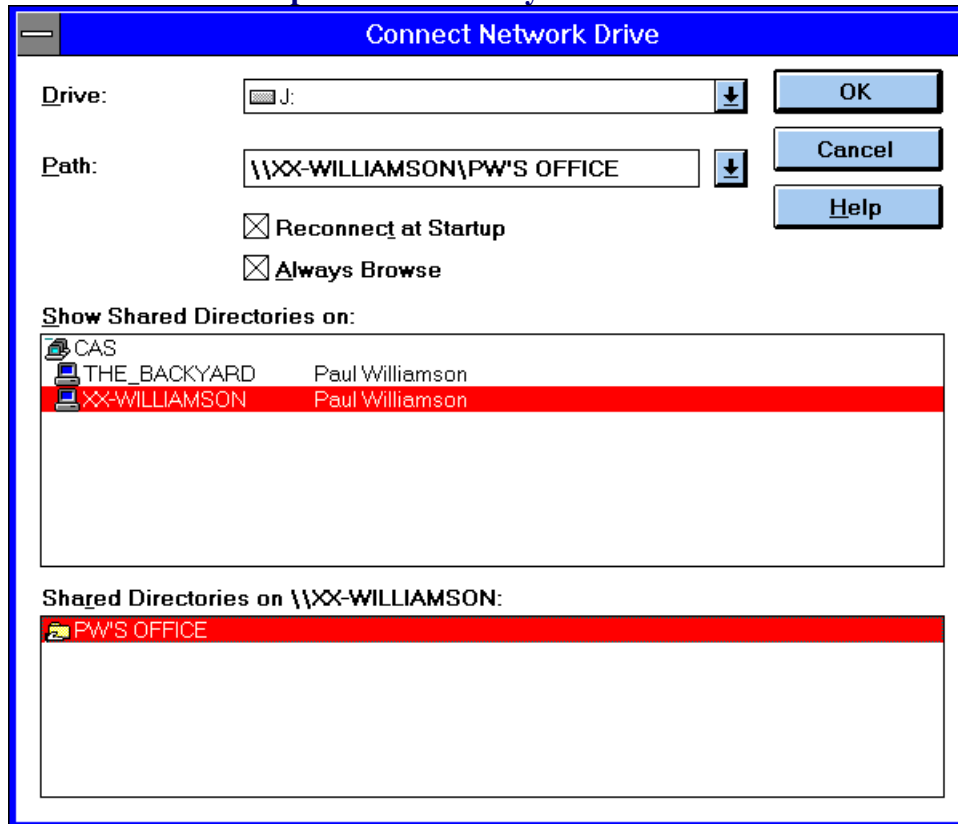 Connect Network Drive
Drive: J: OK
Path: \\XX-WILLIAMSON\PW'S OFFICE Cancel
Help
Reconnect at Startup
Always Browse
Show Shared Directories on:
CAS
THE_BACKYARD Paul Williamson
XX-WILLIAMSON Paul Williamson
Shared Directories on \\XX-WILLIAMSON:
PW'S OFFICE